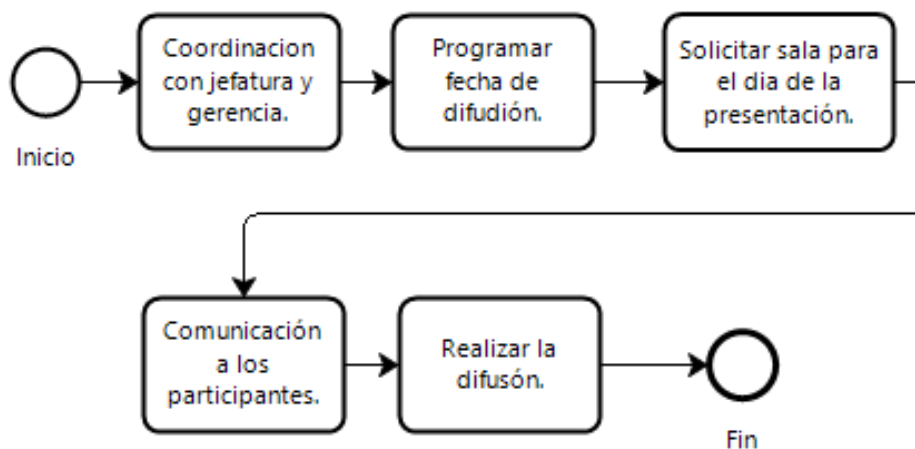 Coordinacion
con jefatura y
gerencia.
Programar
fecha de
difudión.
Solicitar sala para
el dia de la
presentación.
Inicio
Comunicación
a los
participantes.
Realizar la
difusón.
Fin